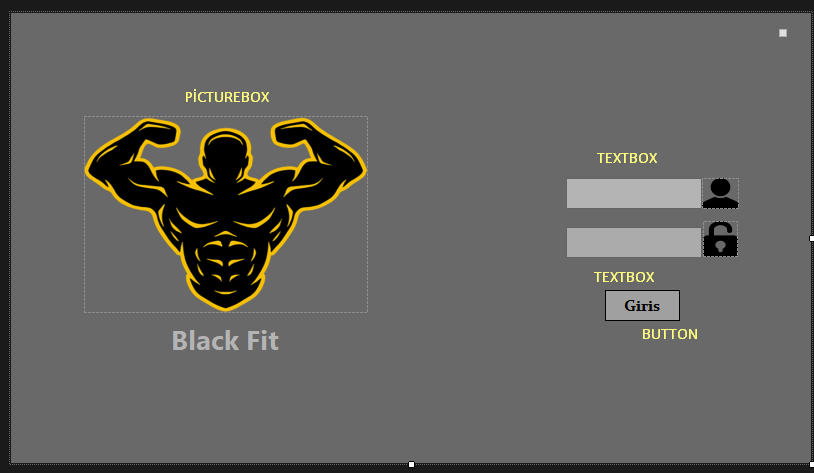 PİCTUREBOX
TEXTBOX
TEXTBOX
Giris
Black Fit
BUTTON